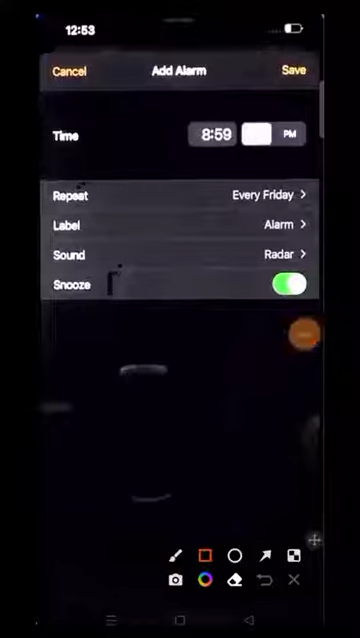 12:53
Cancel Add Alarm Save
Time 8:59 PM
Repeat Every Friday
Label Alarm
Sound Radar
Snooze